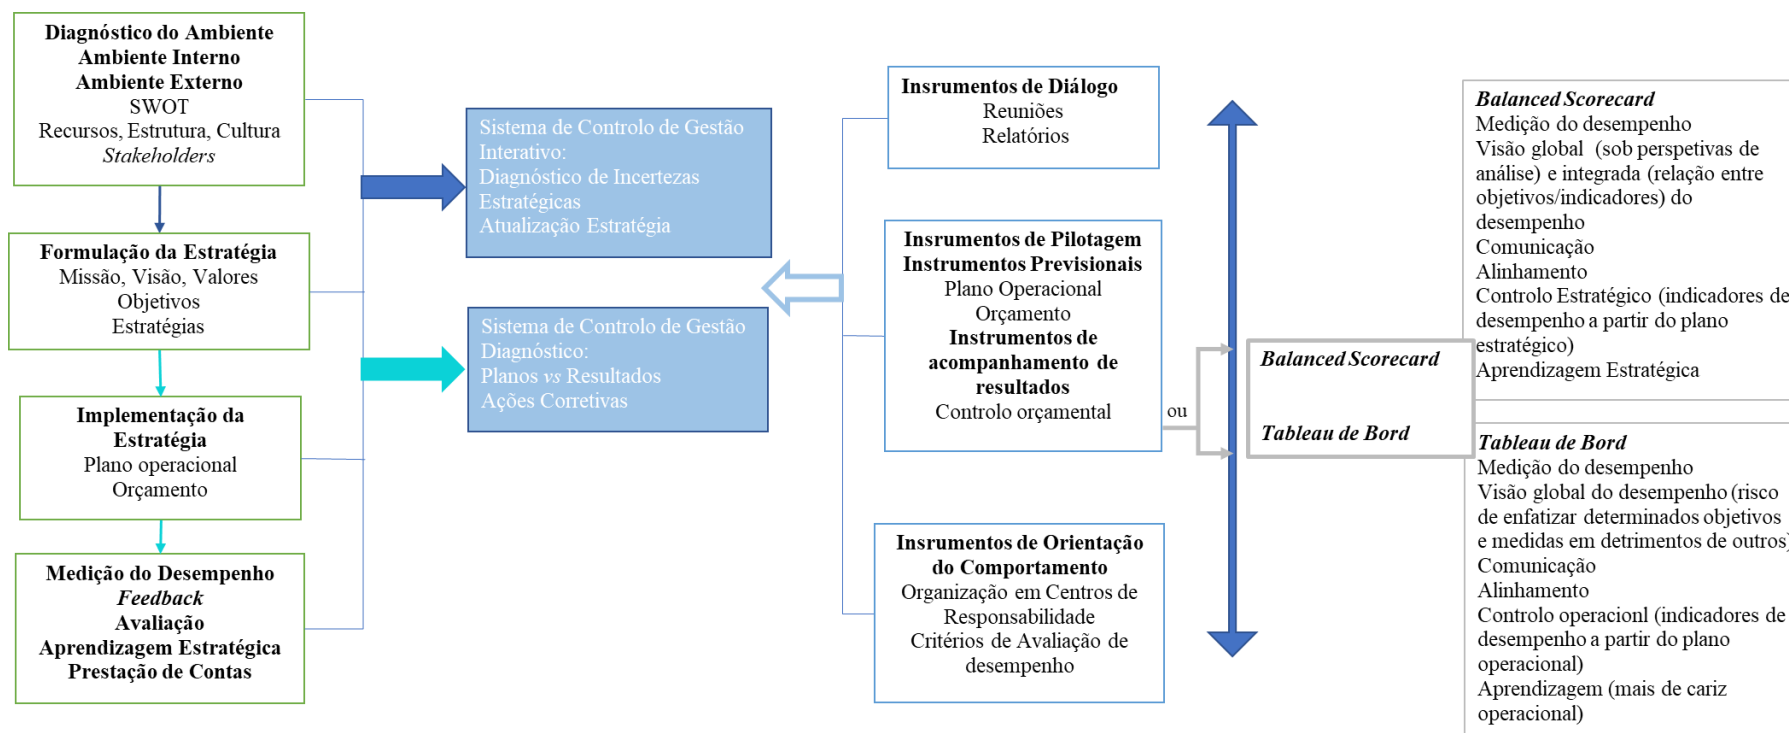 Diagnóstico do Ambiente
Ambiente Interno
Ambiente Externo
SWOT
Recursos, Estrutura, Cultura
Stakeholders
Formulação da Estratégia
Missão, Visão, Valores
Objetivos
Estratégias
Implementação da
Estratégia
Plano operacional
Orçamento
Medição do Desempenho
Feedback
Avaliação
Aprendizagem Estratégica
Prestação de Contas
Sistema de Controlo de Gestão
Interativo:
Diagnóstico de Incertezas
Estratégicas
Atualização Estratégia
Sistema de Controlo de Gestão
Diagnóstico:
Planos vs Resultados
Ações Corretivas
Insrumentos de Diálogo
Reuniões
Relatórios
Insrumentos de Pilotagem
Instrumentos Previsionais
Plano Operacional
Orçamento
Instrumentos de
acompanhamento de
resultados
Controlo orçamental
Insrumentos de Orientação
do Comportamento
Organização em Centros de
Responsabilidade
Critérios de Avaliação de
desempenho
ou
Balanced Scorecard
Tableau de Bord
Balanced Scorecard
Medição do desempenho
Visão global (sob perspetivas de
análise) e integrada (relação entre
objetivos/indicadores) do
desempenho
Comunicação
Alinhamento
Controlo Estratégico (indicadores de
desempenho a partir do plano
estratégico)
Aprendizagem Estratégica
Tableau de Bord
Medição do desempenho
Visão global do desempenho (risco
de enfatizar determinados objetivos
e medidas em detrimentos de outros)
Comunicação
Alinhamento
Controlo operacionl (indicadores de
desempenho a partir do plano
operacional)
Aprendizagem (mais de cariz
operacional)